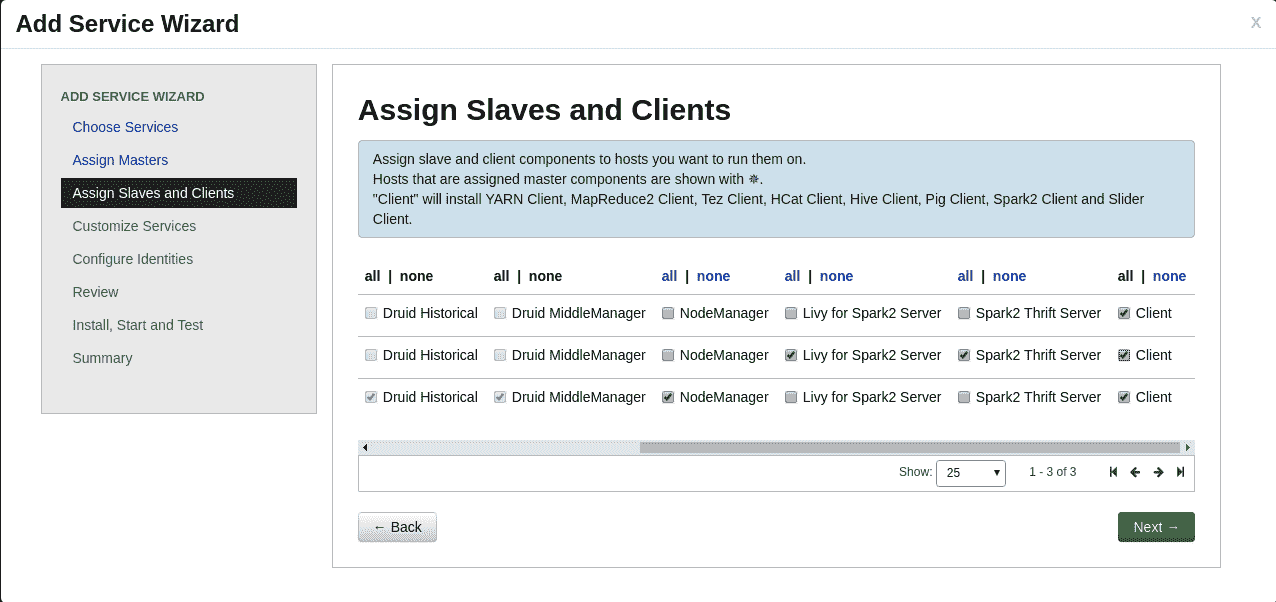 Add Service Wizard
X
ADD SERVICE WIZARD
Choose Services
Assign Masters
Assign Slaves and Clients
Customize Services
Configure Identities
Review
Install, Start and Test
Summary
Assign Slaves and Clients
Assign slave and client components to hosts you want to run them on.
Hosts that are assigned master components are shown with ✵.
"Client" will install YARN Client, MapReduce2 Client, Tez Client, HCat Client, Hive Client, Pig Client, Spark2 Client and Slider
Client.
all | none all | none all | none all | none all | none all | none
Druid Historical Druid MiddleManager NodeManager Livy for Spark2 Server Spark2 Thrift Server Client
Druid Historical Druid MiddleManager NodeManager Livy for Spark2 Server Spark2 Thrift Server Client
Druid Historical Druid MiddleManager NodeManager Livy for Spark2 Server Spark2 Thrift Server Client
Show: 25 1 - 3 of 3
← Back
Next →